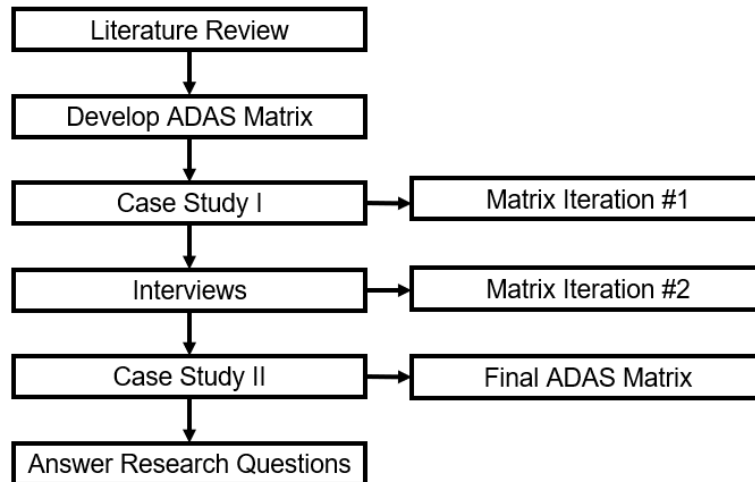 Literature Review
Develop ADAS Matrix
Case Study I
Matrix Iteration #1
Interviews
Matrix Iteration #2
Case Study II
Final ADAS Matrix
Answer Research Questions